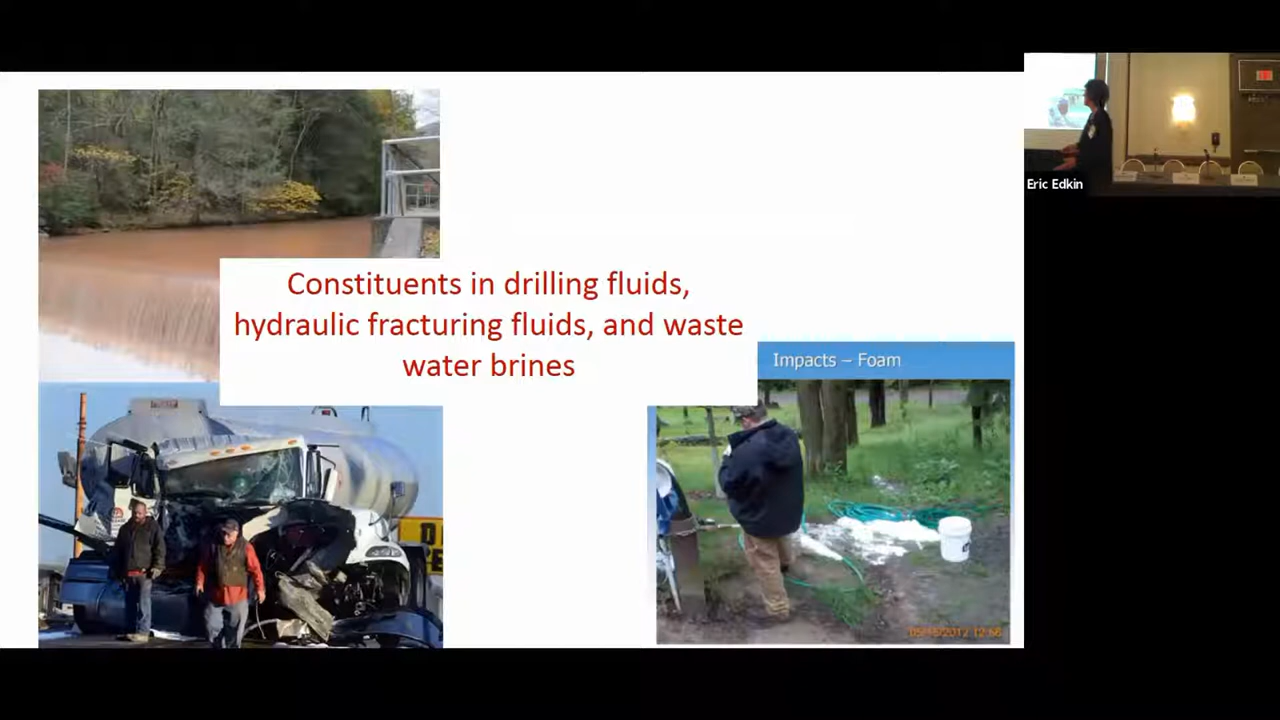 Constituents in drilling fluids,
hydraulic fracturing fluids, and waste
water brines
Impacts – Foam
Eric Edkin